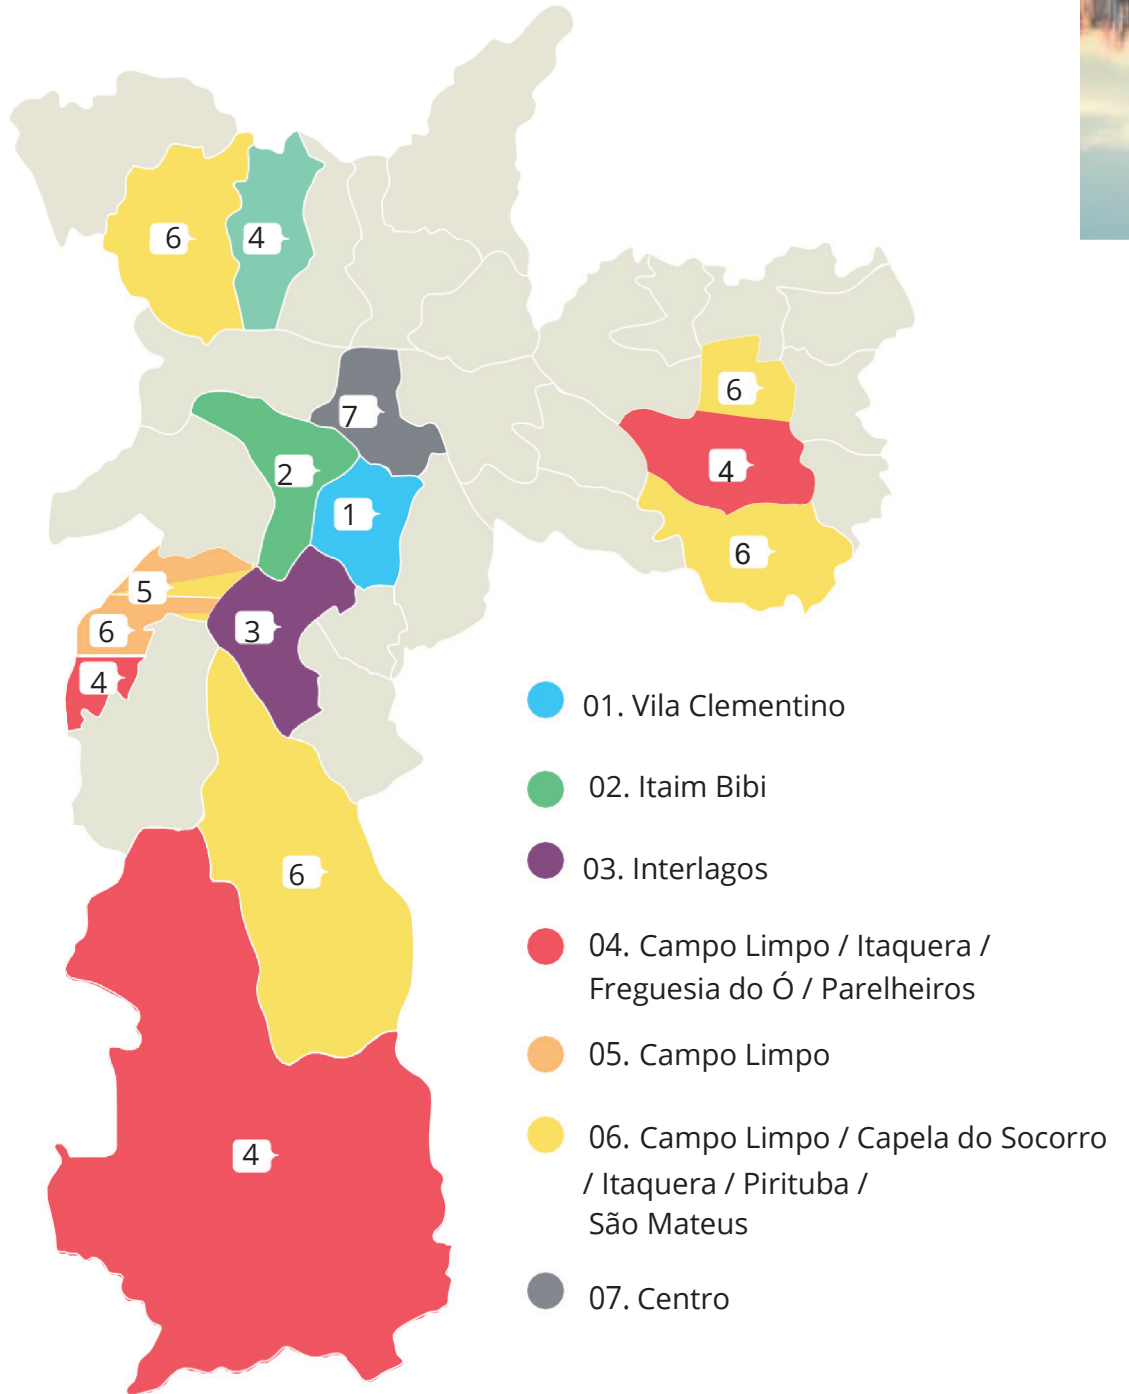 6
4
6
7
4
2
1
6
5
6
3
4
01. Vila Clementino
02. Itaim Bibi
03. Interlagos
6
04. Campo Limpo / Itaquera /
Freguesia do Ó / Parelheiros
05. Campo Limpo
06. Campo Limpo / Capela do Socorro
/ Itaquera / Pirituba /
São Mateus
4
07. Centro